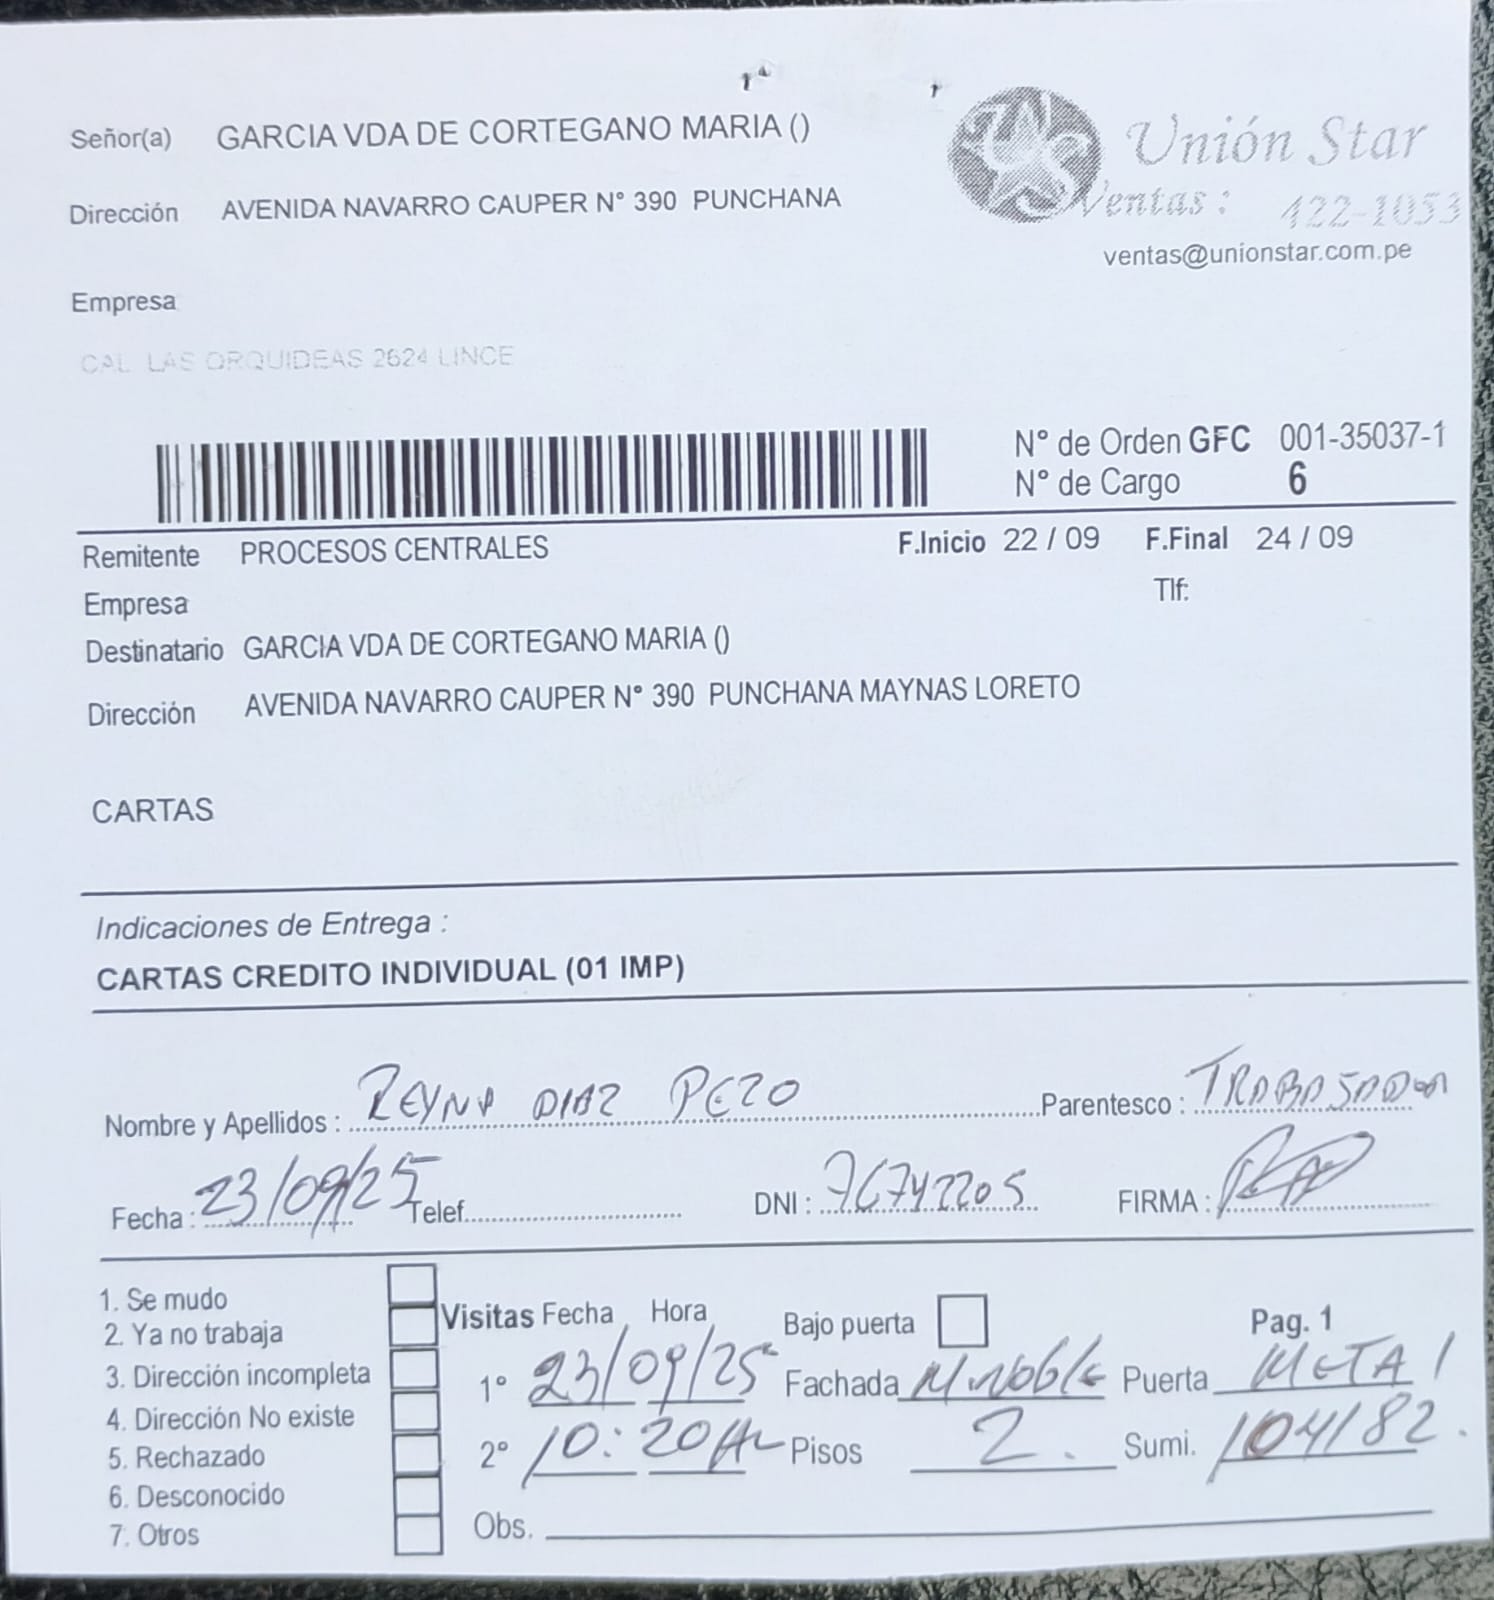 Señor(a) GARCIA VDA DE CORTEGANO MARIA ()
Unión Star
Dirección AVENIDA NAVARRO CAUPER N° 390 PUNCHANA
Ventas: 422-1053
ventas@unionstar.com.pe
Empresa
CAL LAS ORQUIDEAS 2624 LINCE
N° de Orden GFC 001-35037-1
N° de Cargo 6
Remitente PROCESOS CENTRALES F.Inicio 22 / 09 F.Final 24 / 09
Empresa Tlf:
Destinatario GARCIA VDA DE CORTEGANO MARIA ()
Dirección AVENIDA NAVARRO CAUPER N° 390 PUNCHANA MAYNAS LORETO
CARTAS
Indicaciones de Entrega :
CARTAS CREDITO INDIVIDUAL (01 IMP)
Nombre y Apellidos : REYNA DIAZ PEZO Parentesco : TRABAJADOR
Fecha : 23/09/25 Telef. DNI : 76742205 FIRMA :
1. Se mudo
2. Ya no trabaja
3. Dirección incompleta
4. Dirección No existe
5. Rechazado
6. Desconocido
7. Otros
Visitas Fecha Hora Bajo puerta Pag. 1
1° 23/09/25 Fachada Puerta METAL
2° 10:20 AM Pisos 2. Sumi. 104182.
Obs.